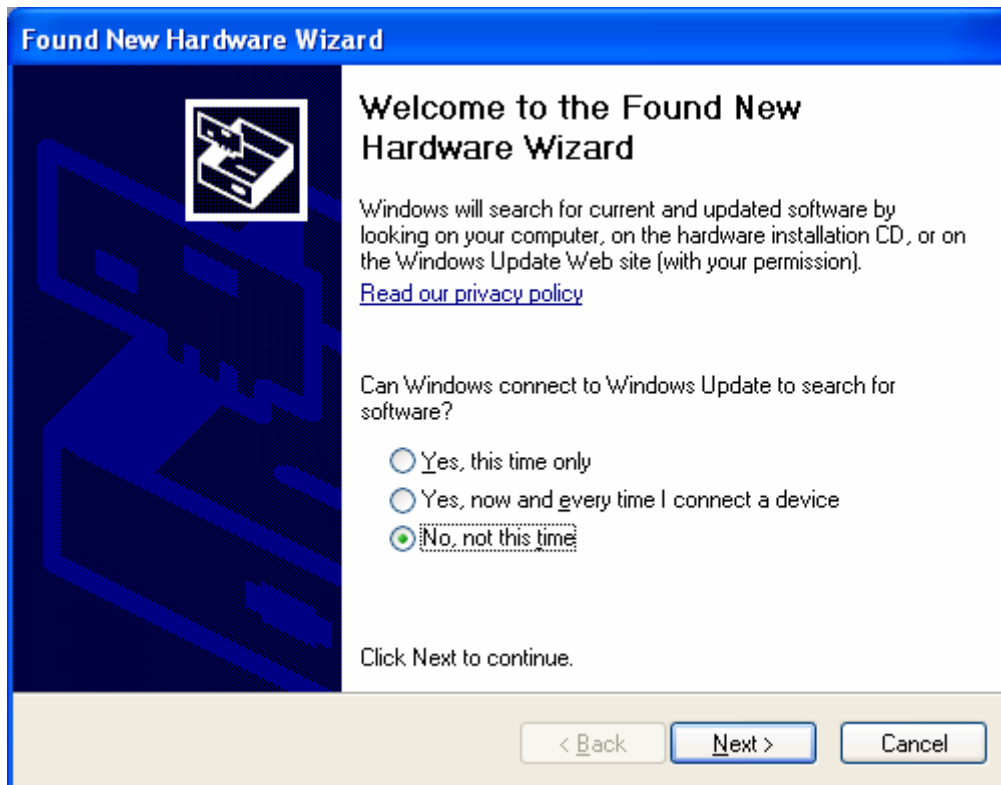 Found New Hardware Wizard
Welcome to the Found New
Hardware Wizard
Windows will search for current and updated software by
looking on your computer, on the hardware installation CD, or on
the Windows Update Web site (with your permission).
Read our privacy policy
Can Windows connect to Windows Update to search for
software?
Yes, this time only
Yes, now and every time I connect a device
No, not this time
Click Next to continue.
< Back
Next >
Cancel